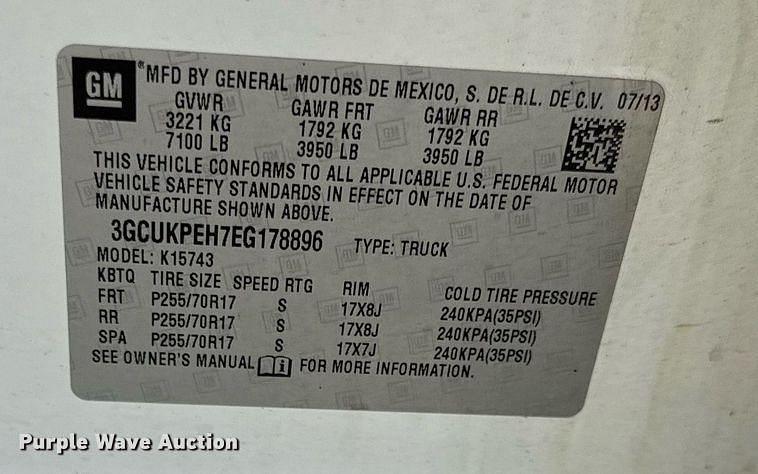 GM
®MFD BY GENERAL MOTORS DE MEXICO, S. DE R.L. DE C.V. 07/13
GVWR GAWR FRT GAWR RR
3221 KG 1792 KG 1792 KG
7100 LB 3950 LB 3950 LB
THIS VEHICLE CONFORMS TO ALL APPLICABLE U.S. FEDERAL MOTOR
VEHICLE SAFETY STANDARDS IN EFFECT ON THE DATE OF
MANUFACTURE SHOWN ABOVE.
3GCUKPEH7EG178896 TYPE: TRUCK
MODEL: K15743
KBTQ TIRE SIZE SPEED RTG RIM COLD TIRE PRESSURE
FRT P255/70R17 S 17X8J 240KPA(35PSI)
RR P255/70R17 S 17X8J 240KPA(35PSI)
SPA P255/70R17 S 17X7J 240KPA(35PSI)
SEE OWNER'S MANUAL i FOR MORE INFORMATION.
Purple Wave Auction